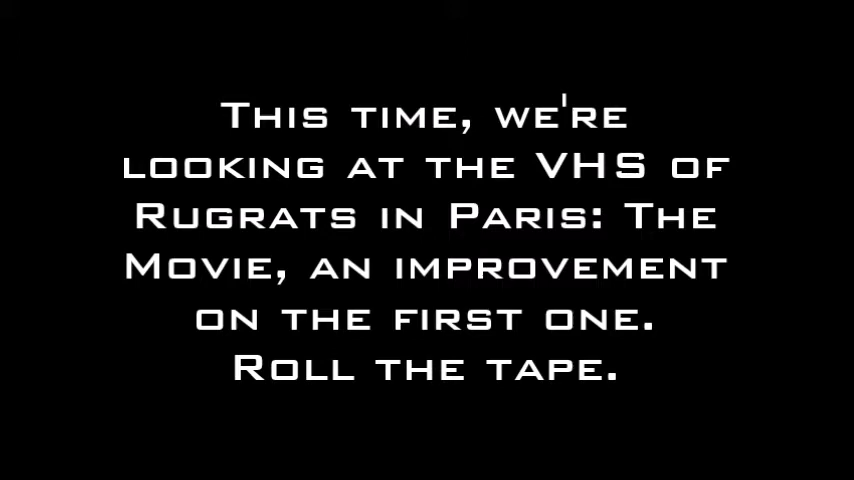 This time, we're
looking at the VHS of
Rugrats in Paris: The
Movie, an improvement
on the first one.
Roll the tape.